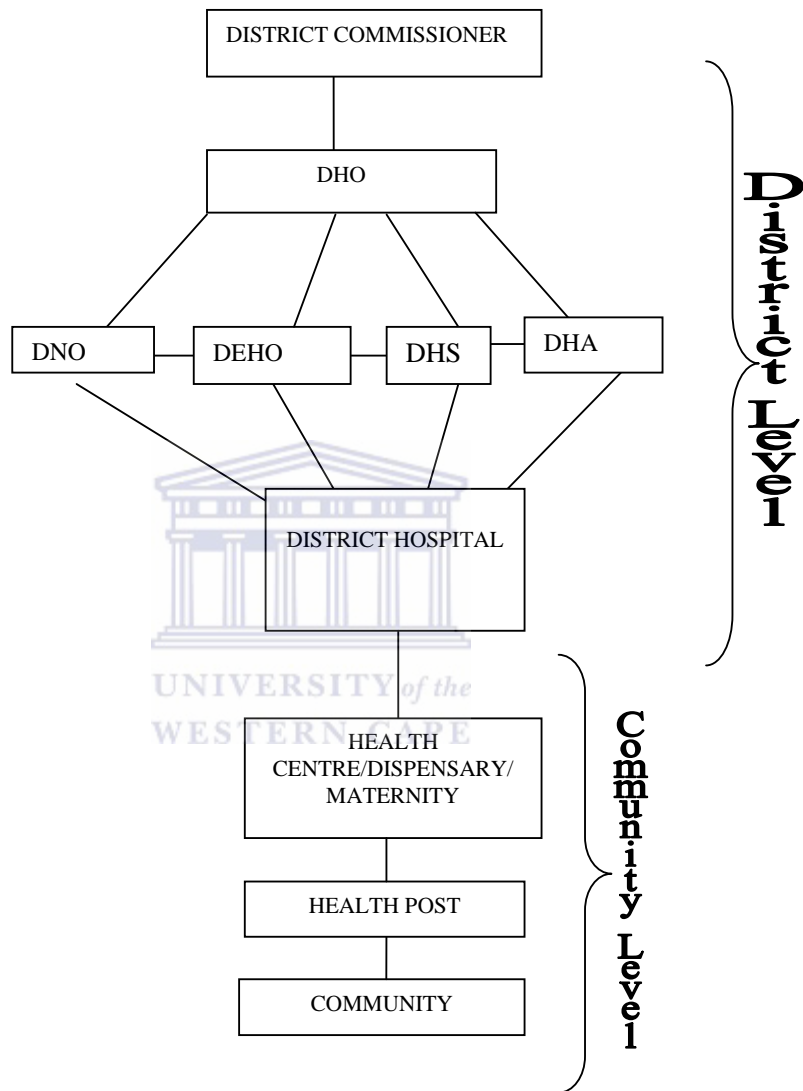 DISTRICT COMMISSIONER
DHO
DNO
DEHO
DHS
DHA
District Level
DISTRICT HOSPITAL
UNIVERSITY of the
WESTERN CAPE
HEALTH
CENTRE/DISPENSARY/
MATERNITY
HEALTH POST
COMMUNITY
Community Level